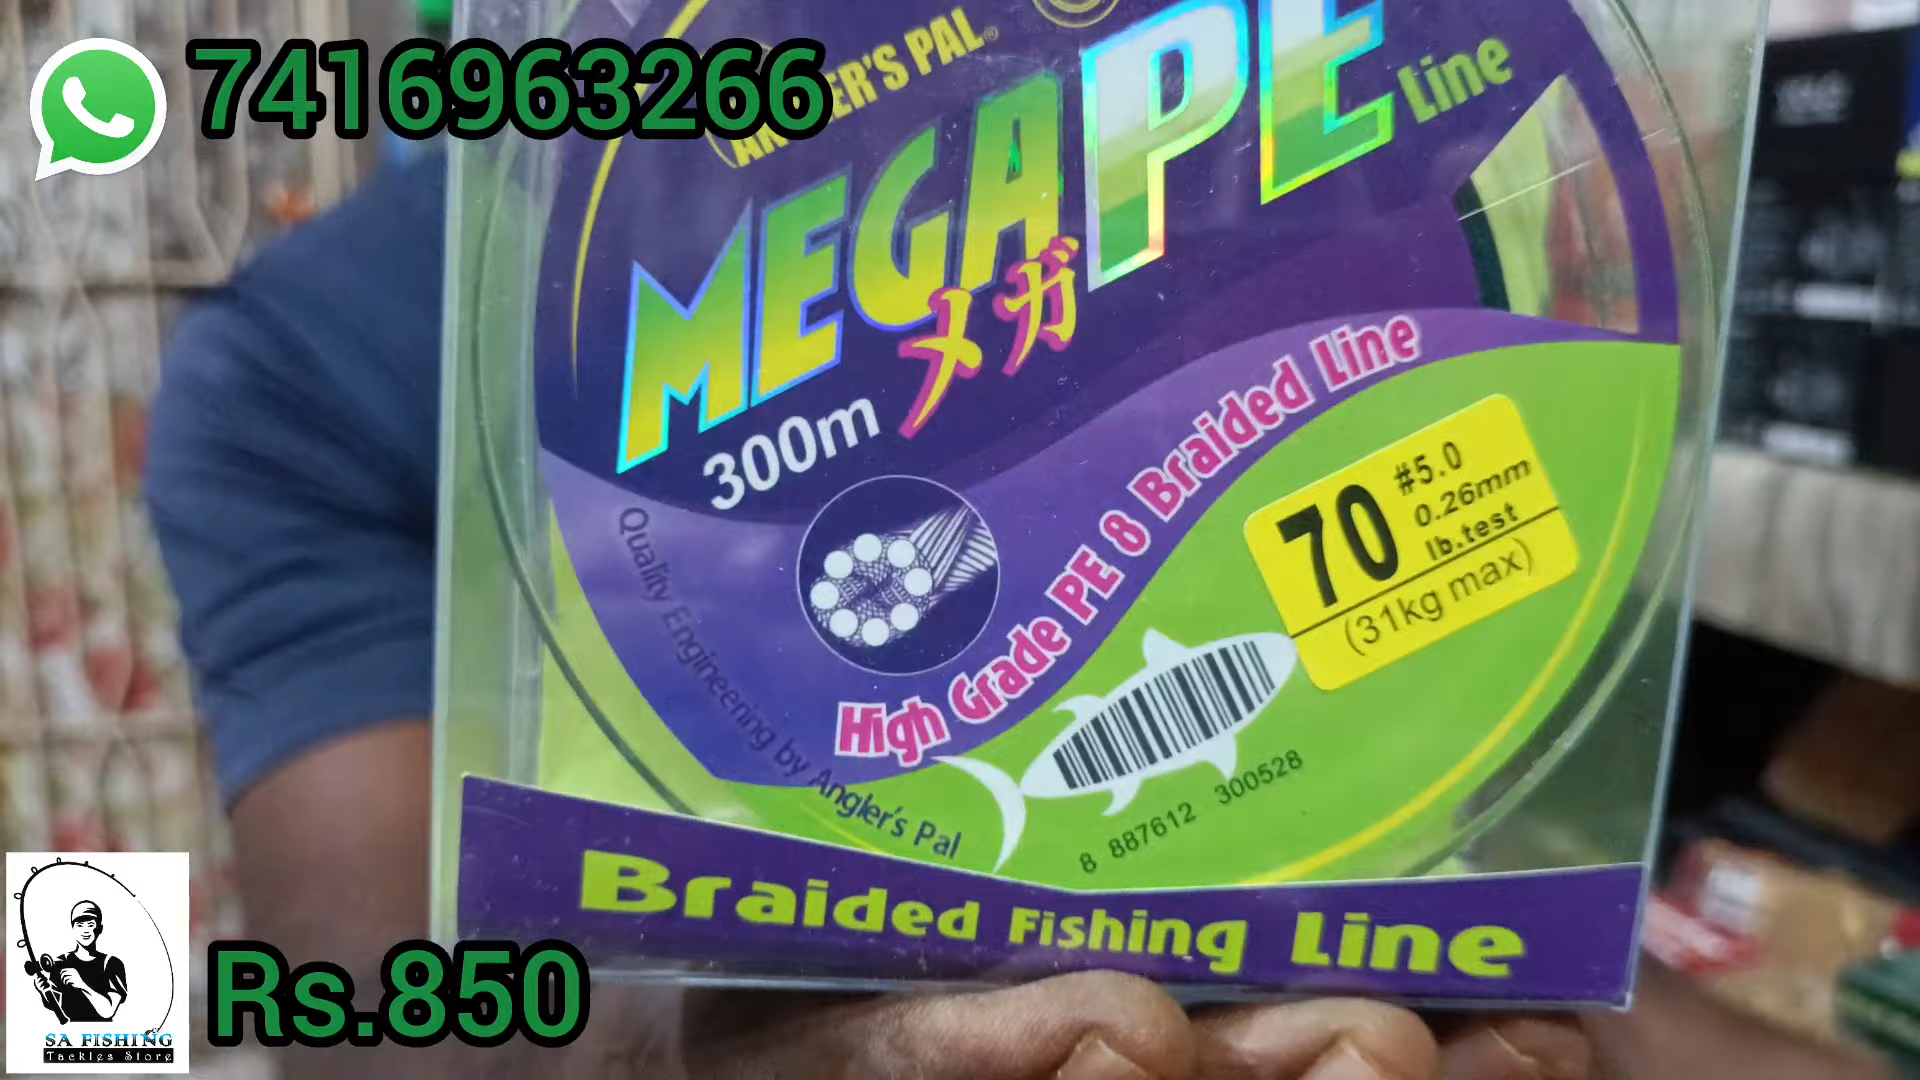 7416963266
ANGLER'S PAL®
MEGA PE Line
メガ
300m
High Grade PE 8 Braided Line
70 #5.0
0.26mm
lb.test
(31kg max)
Quality Engineering by Angler's Pal
8 887612 300528
Braided Fishing Line
Rs.850
SA FISHING
Tackles Store